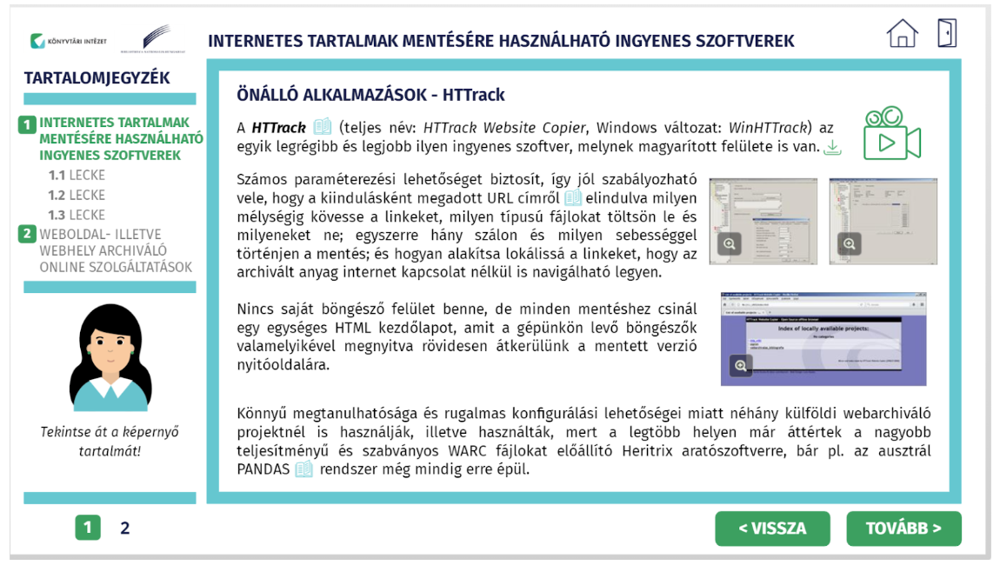 KÖNYVTÁRI INTÉZET
INTERNETES TARTALMAK MENTÉSÉRE HASZNÁLHATÓ INGYENES SZOFTVEREK
TARTALOMJEGYZÉK
1 INTERNETES TARTALMAK
MENTÉSÉRE HASZNÁLHATÓ
INGYENES SZOFTVEREK
1.1 LECKE
1.2 LECKE
1.3 LECKE
2 WEBOLDAL- ILLETVE
WEBHELY ARCHIVÁLÓ
ONLINE SZOLGÁLTATÁSOK
Tekintse át a képernyő
tartalmát!
1 2
ÖNÁLLÓ ALKALMAZÁSOK - HTTrack
A HTTrack (teljes név: HTTrack Website Copier, Windows változat: WinHTTrack) az
egyik legrégibb és legjobb ilyen ingyenes szoftver, melynek magyarított felülete is van.
Számos paraméterezési lehetőséget biztosít, így jól szabályozható
vele, hogy a kiindulásként megadott URL címről elindulva milyen
mélységig kövesse a linkeket, milyen típusú fájlokat töltsön le és
milyeneket ne; egyszerre hány szálon és milyen sebességgel
történjen a mentés; és hogyan alakítsa lokálissá a linkeket, hogy az
archivált anyag internet kapcsolat nélkül is navigálható legyen.
Nincs saját böngésző felület benne, de minden mentéshez csinál
egy egységes HTML kezdőlapot, amit a gépünkön levő böngészők
valamelyikével megnyitva rövidesen átkerülünk a mentett verzió
nyitóoldalára.
Index of locally available projects:
Könnyű megtanulhatósága és rugalmas konfigurálási lehetőségei miatt néhány külföldi webarchiváló
projektnél is használják, illetve használták, mert a legtöbb helyen már áttértek a nagyobb
teljesítményű és szabványos WARC fájlokat előállító Heritrix aratószoftverre, bár pl. az ausztrál
PANDAS rendszer még mindig erre épül.
< VISSZA
TOVÁBB >